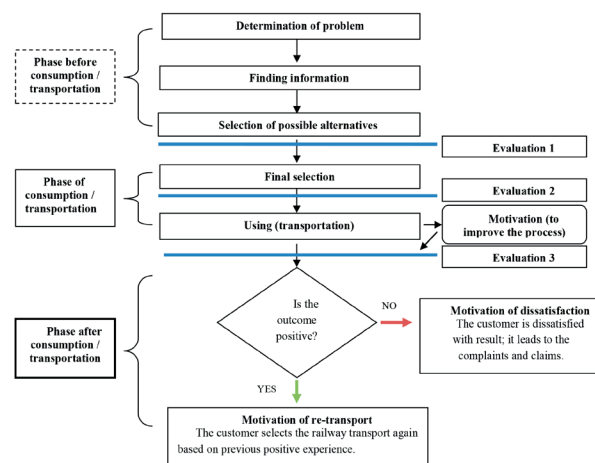 Determination of problem
Phase before
consumption /
transportation
Finding information
Selection of possible alternatives
Evaluation 1
Phase of
consumption /
transportation
Final selection
Evaluation 2
Using (transportation)
Motivation (to
improve the process)
Evaluation 3
Phase after
consumption /
transportation
Is the
outcome
positive?
NO
Motivation of dissatisfaction
The customer is dissatisfied
with result; it leads to the
complaints and claims.
YES
Motivation of re-transport
The customer selects the railway transport again
based on previous positive experience.